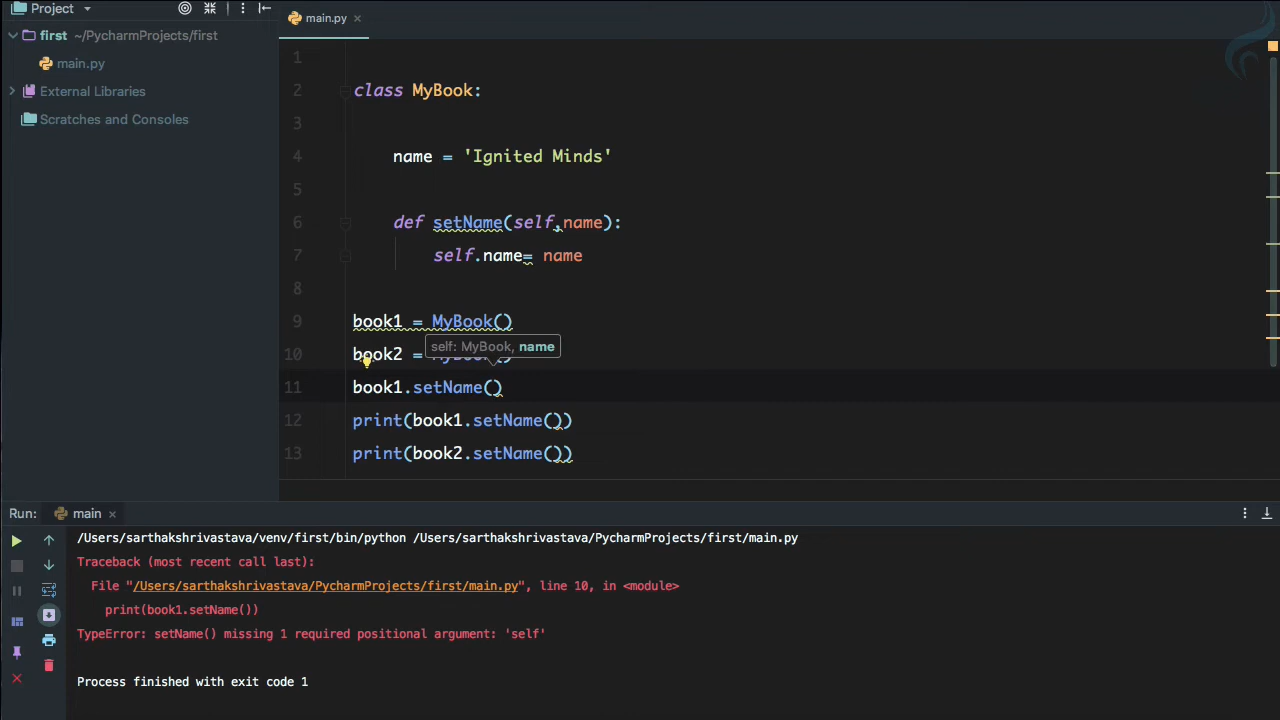 Project
main.py
first ~/PycharmProjects/first
main.py
External Libraries
Scratches and Consoles
1
2 class MyBook:
3
4 name = 'Ignited Minds'
5
6 def setName(self,name):
7 self.name= name
8
9 book1 = MyBook()
self: MyBook, name
10 book2 = MyBook()
11 book1.setName()
12 print(book1.setName())
13 print(book2.setName())
Run: main
/Users/sarthakshrivastava/venv/first/bin/python /Users/sarthakshrivastava/PycharmProjects/first/main.py
Traceback (most recent call last):
File "/Users/sarthakshrivastava/PycharmProjects/first/main.py", line 10, in <module>
print(book1.setName())
TypeError: setName() missing 1 required positional argument: 'self'
Process finished with exit code 1